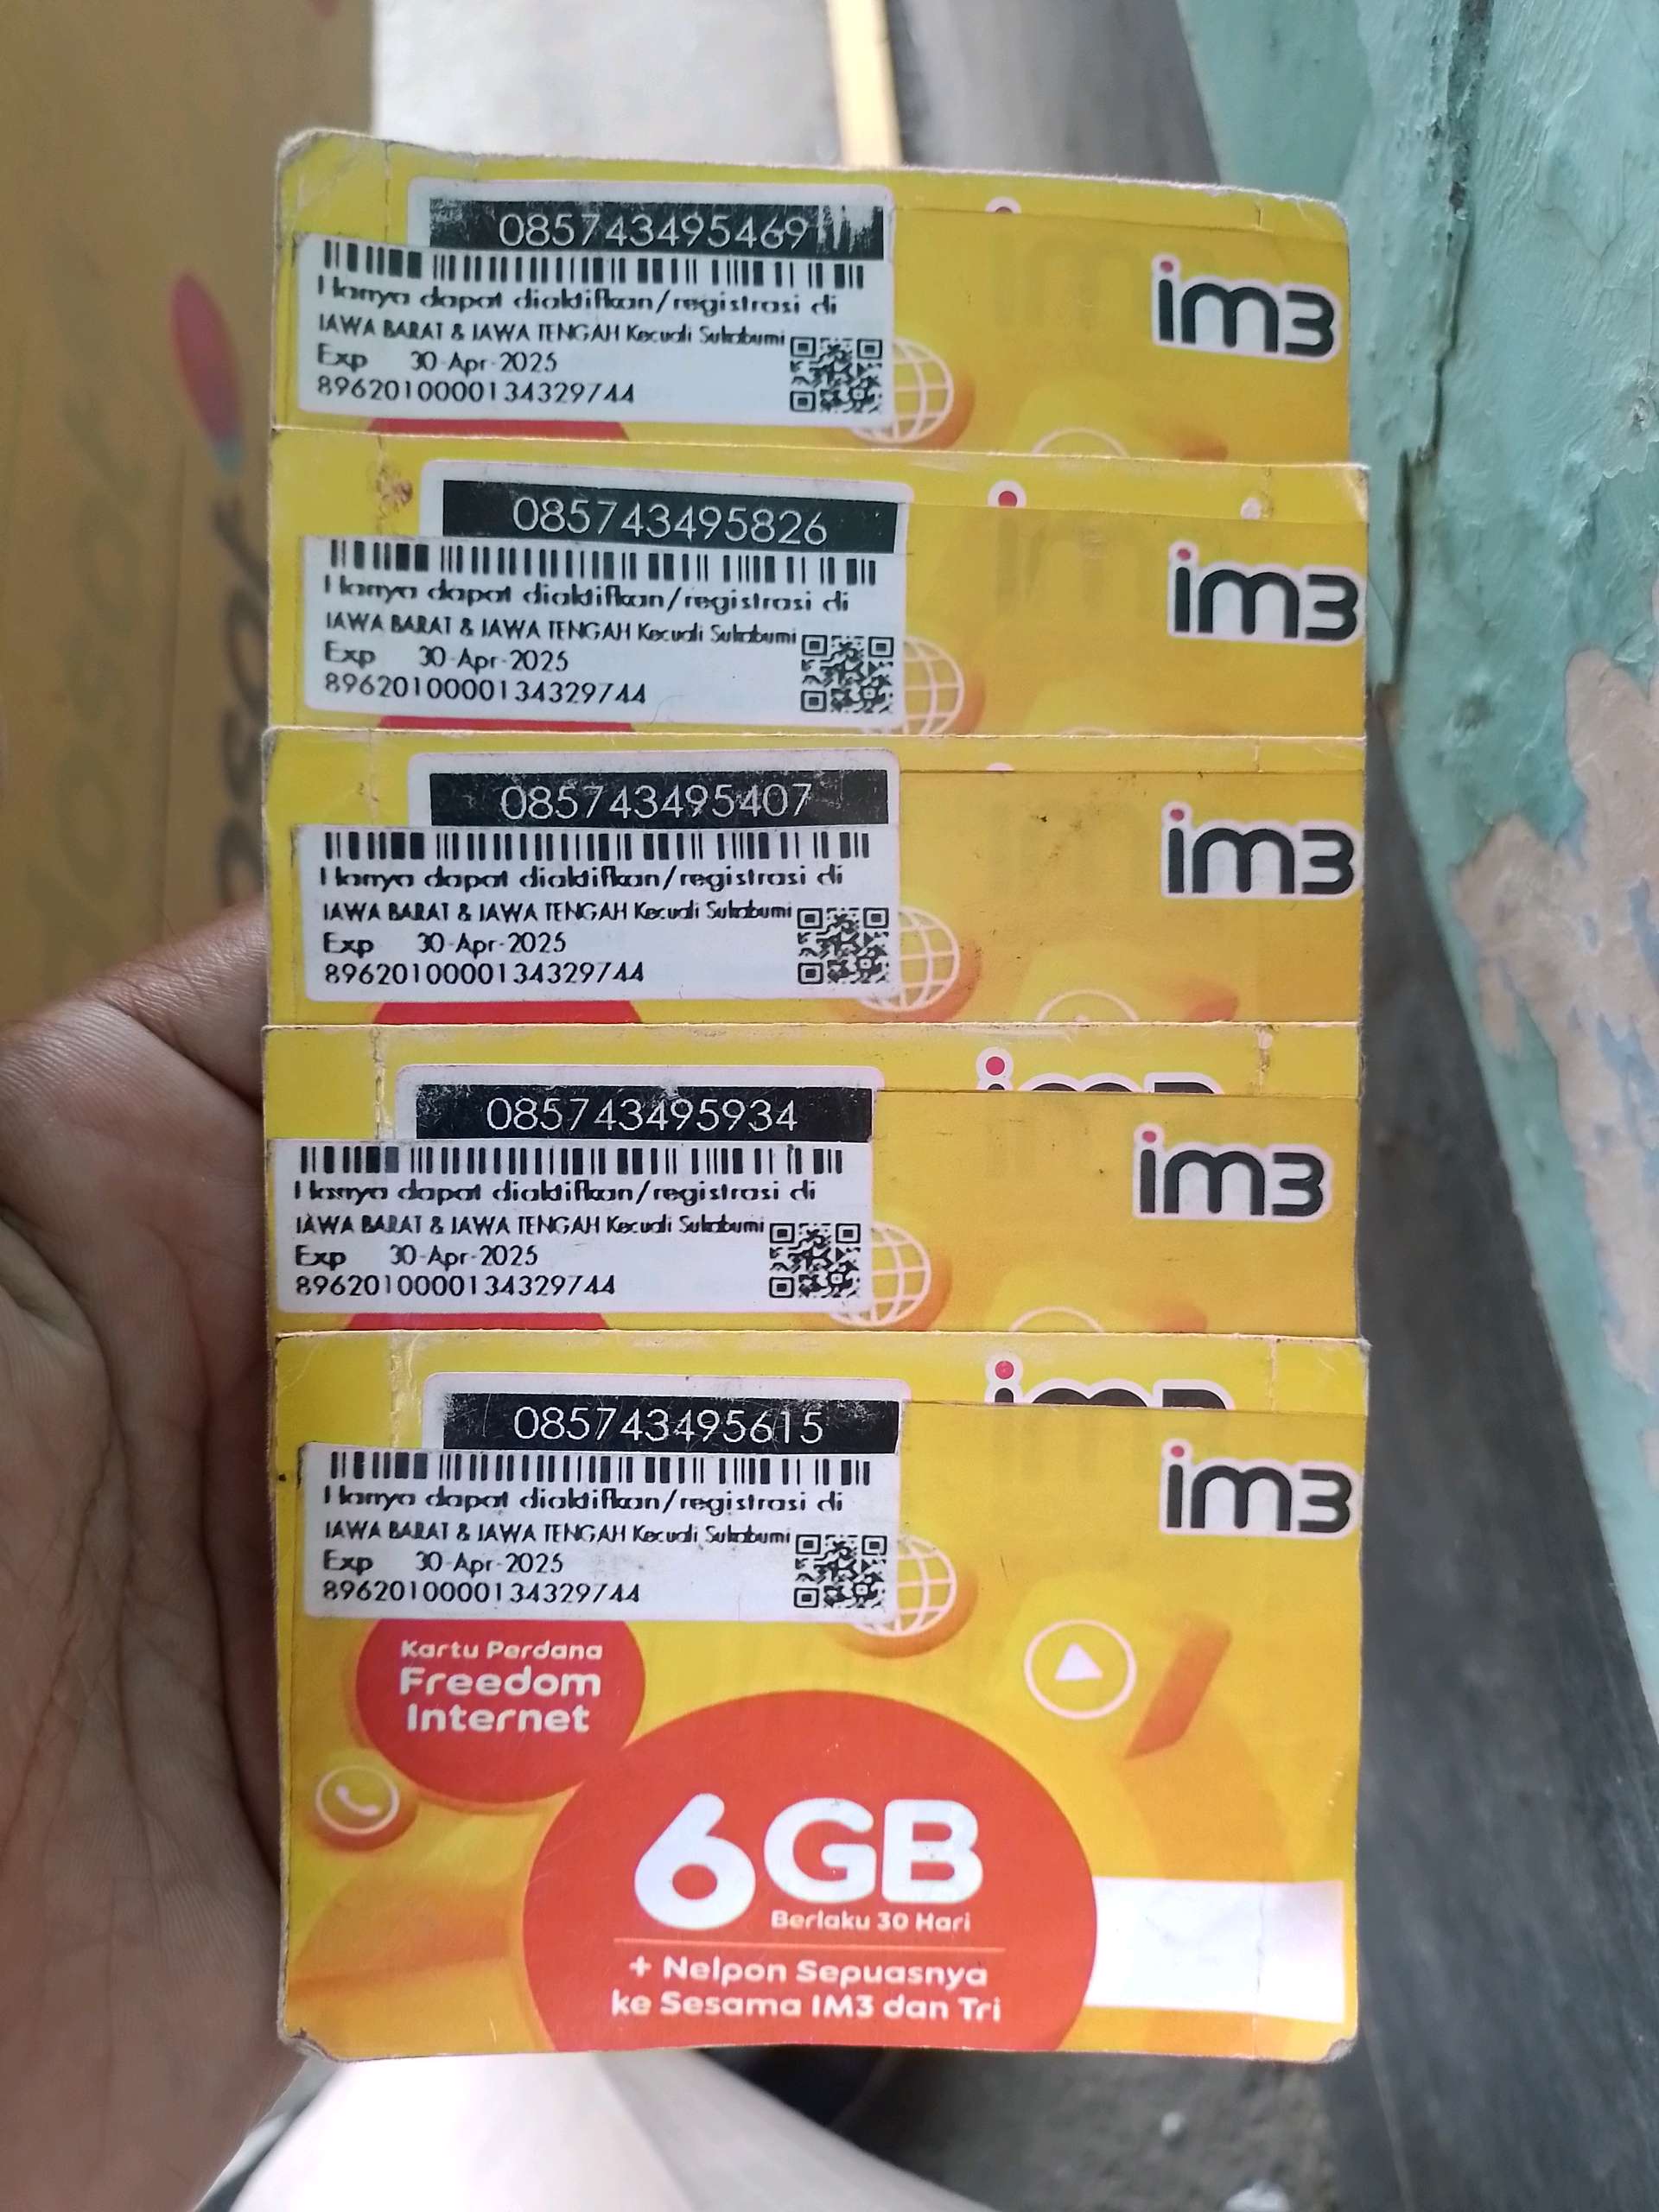 085743495469
Hanya dapat diaktifkan/registrasi di
JAWA BARAT & JAWA TENGAH Kecuali Sukabumi
Exp 30-Apr-2025
8962010000134329744
im3
085743495826
Hanya dapat diaktifkan/registrasi di
JAWA BARAT & JAWA TENGAH Kecuali Sukabumi
Exp 30-Apr-2025
8962010000134329744
im3
085743495407
Hanya dapat diaktifkan/registrasi di
JAWA BARAT & JAWA TENGAH Kecuali Sukabumi
Exp 30-Apr-2025
8962010000134329744
im3
085743495934
Hanya dapat diaktifkan/registrasi di
JAWA BARAT & JAWA TENGAH Kecuali Sukabumi
Exp 30-Apr-2025
8962010000134329744
im3
085743495615
Hanya dapat diaktifkan/registrasi di
JAWA BARAT & JAWA TENGAH Kecuali Sukabumi
Exp 30-Apr-2025
8962010000134329744
im3
Kartu Perdana
Freedom
Internet
6GB
Berlaku 30 Hari
+ Nelpon Sepuasnya
ke Sesama IM3 dan Tri